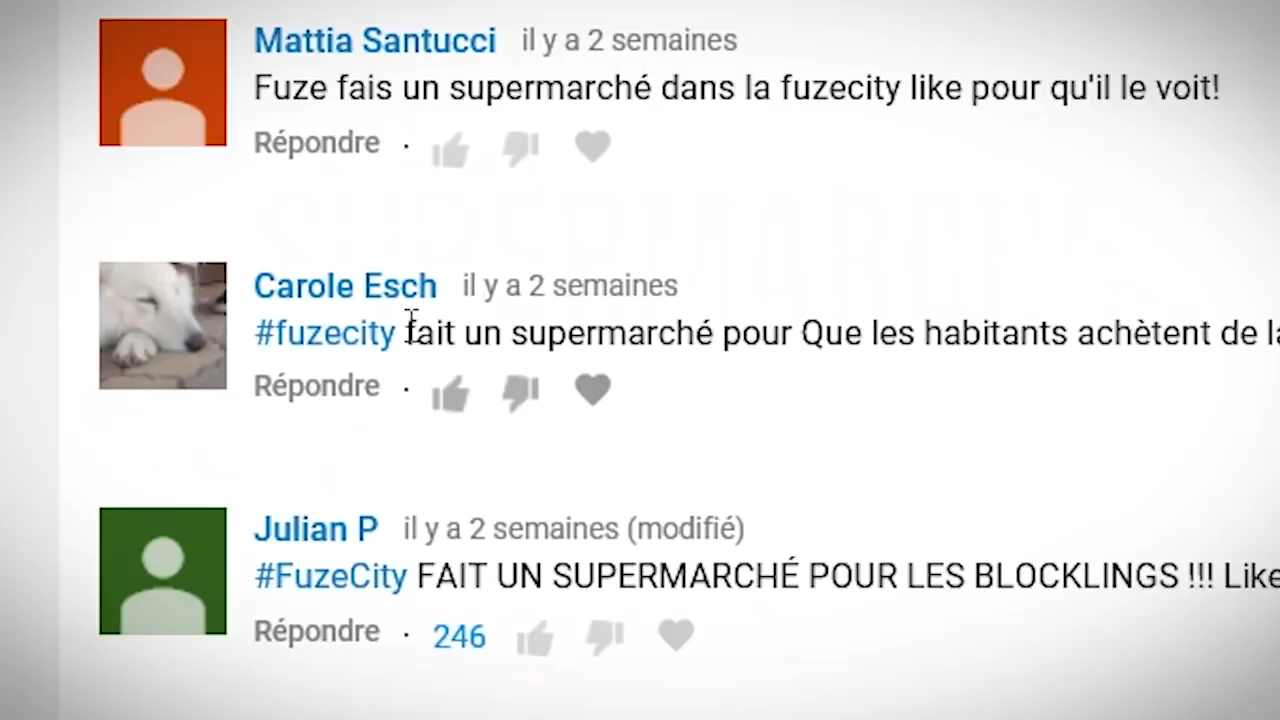 Mattia Santucci il y a 2 semaines
Fuze fais un supermarché dans la fuzecity like pour qu'il le voit!
Répondre ·
Carole Esch il y a 2 semaines
#fuzecity fait un supermarché pour Que les habitants achètent de
Répondre ·
Julian P il y a 2 semaines (modifié)
#FuzeCity FAIT UN SUPERMARCHÉ POUR LES BLOCKLINGS !!! Like
Répondre · 246